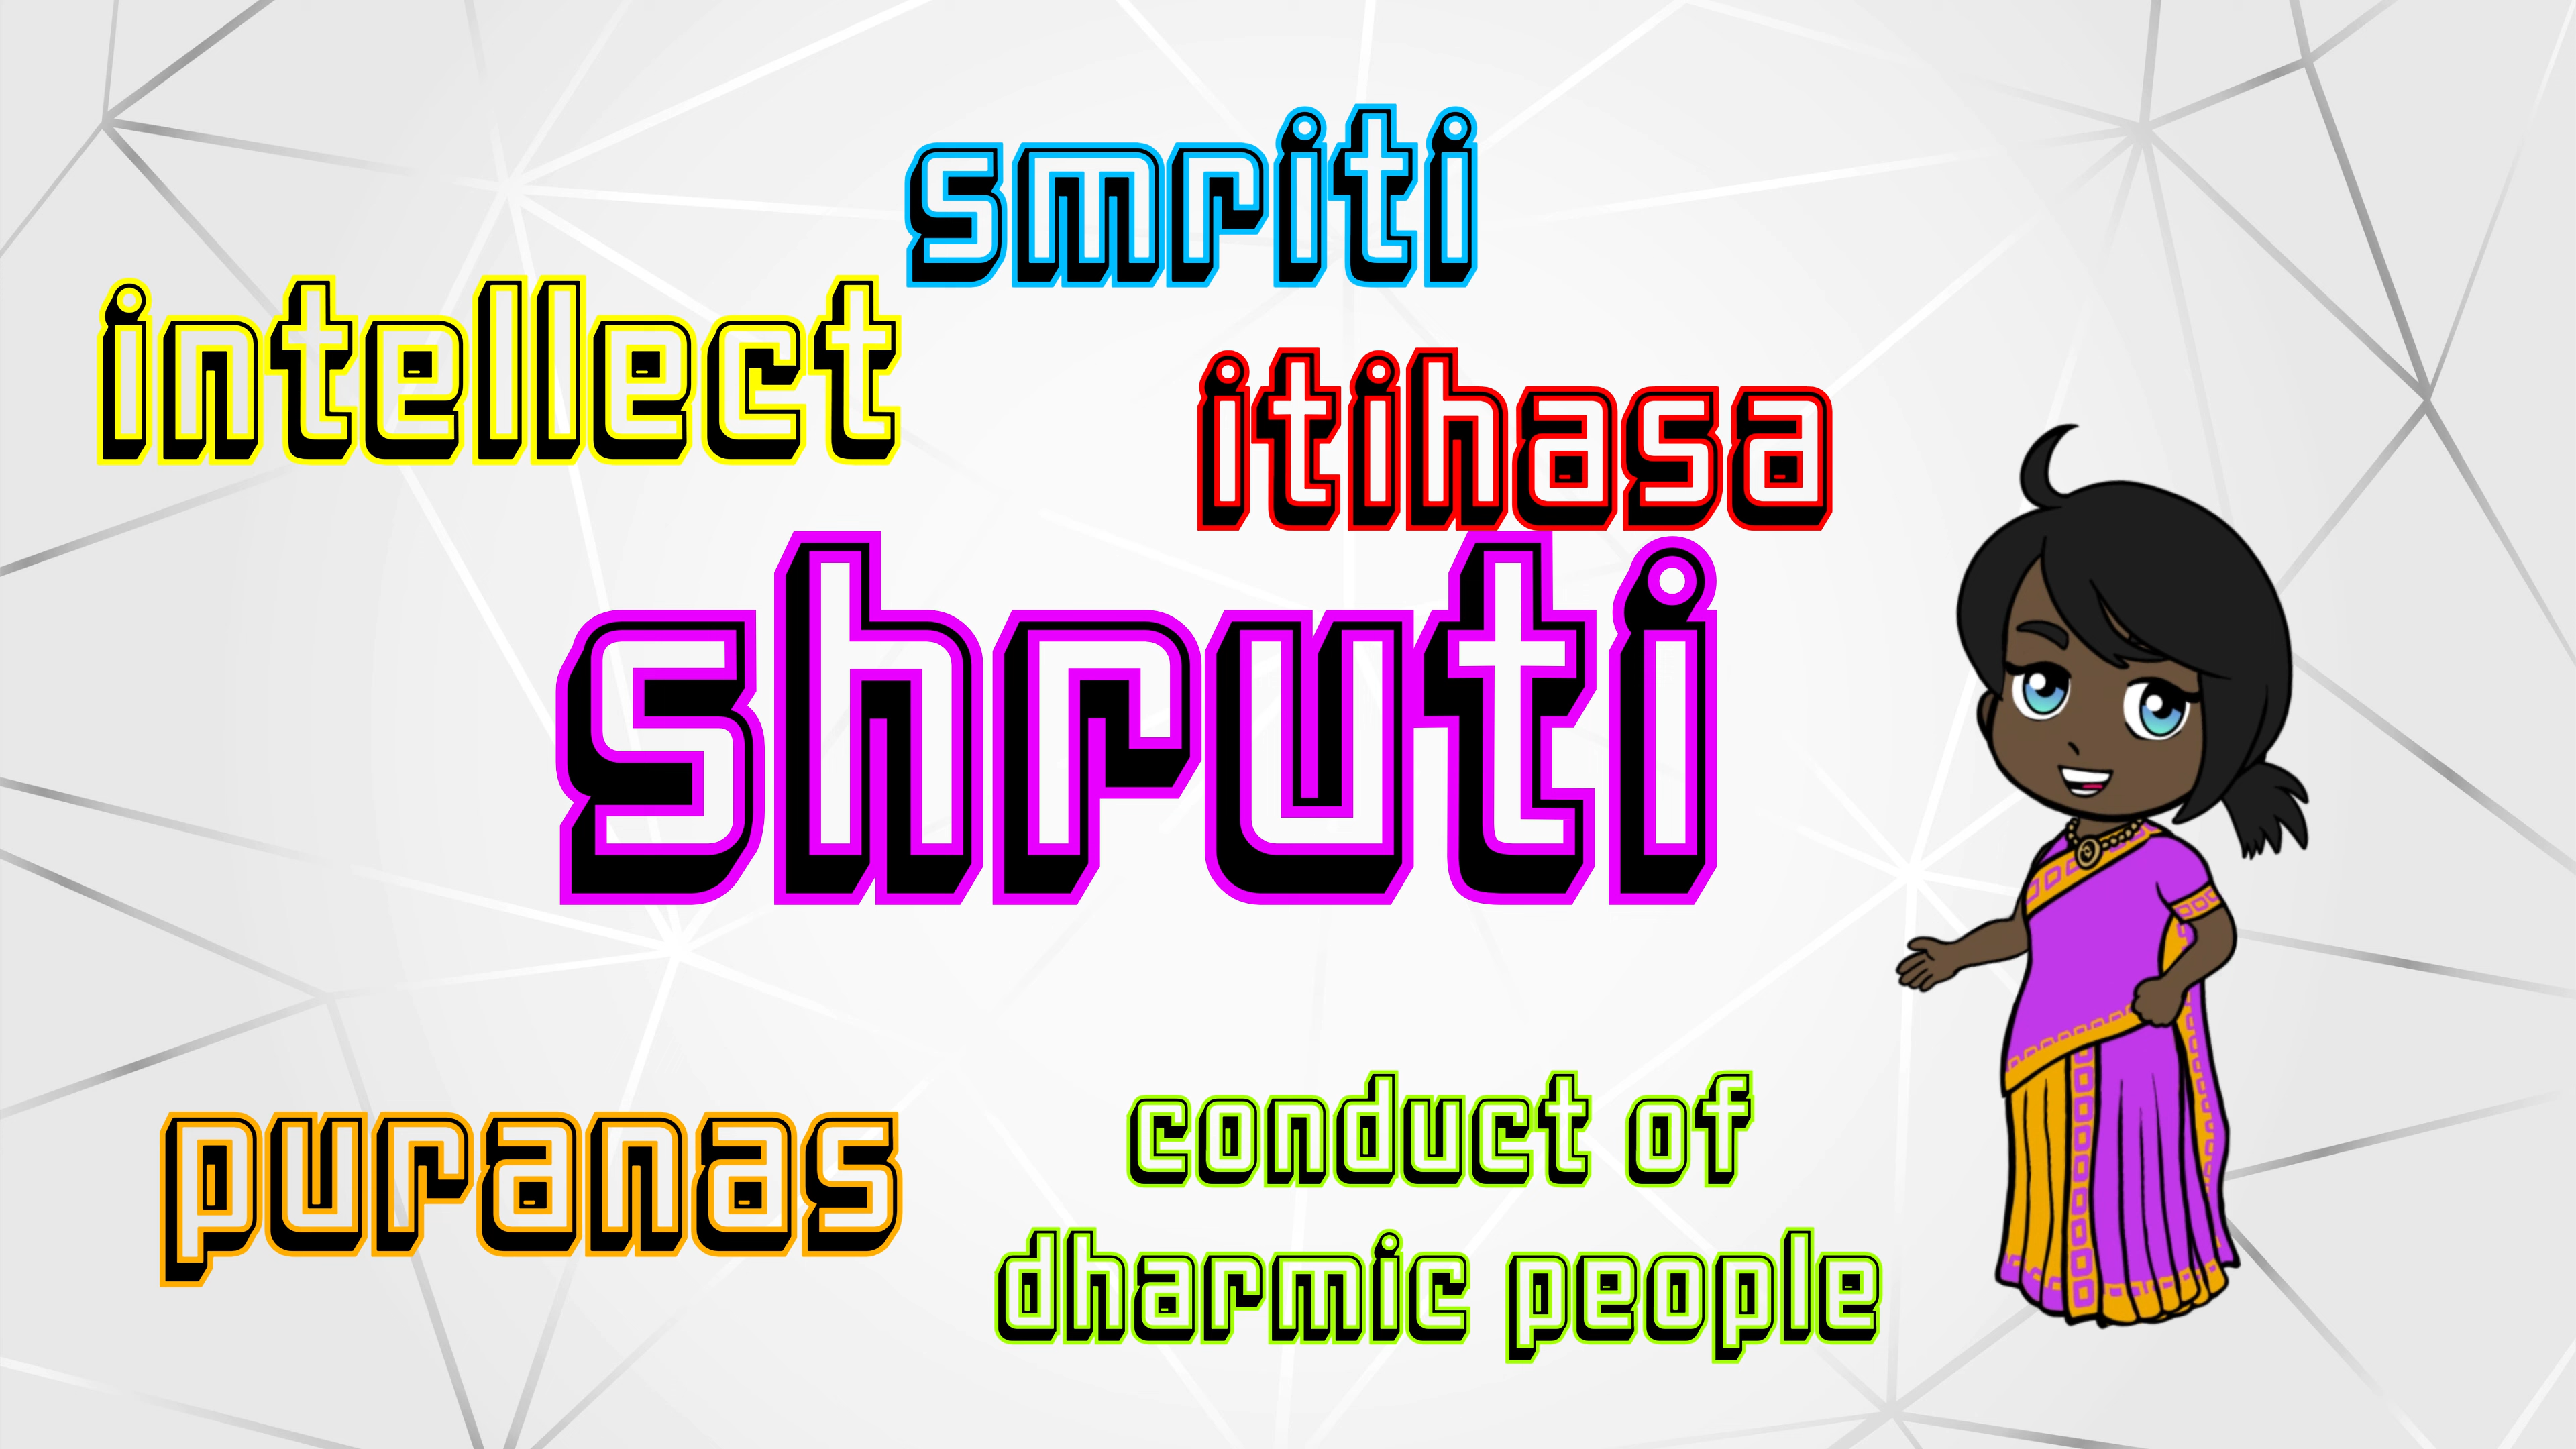 smriti
intellect
itihasa
shruti
puranas
conduct of
dharmic people